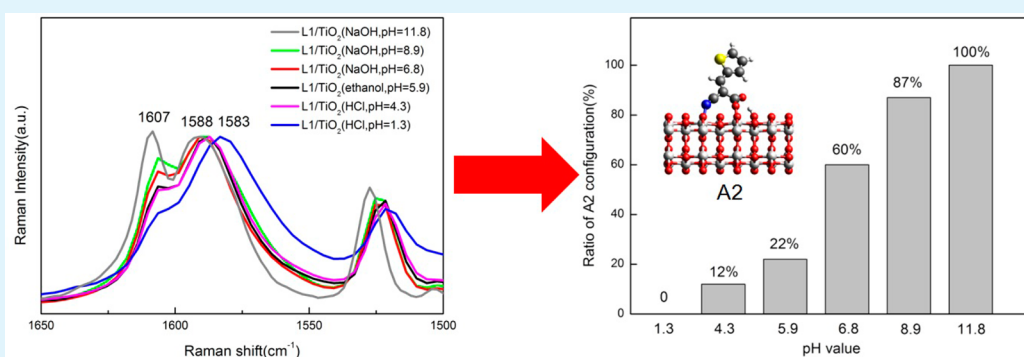 L1/TiO2(NaOH,pH=11.8)
L1/TiO2(NaOH,pH=8.9)
L1/TiO2(NaOH,pH=6.8)
L1/TiO2(ethanol,pH=5.9)
L1/TiO2(HCl,pH=4.3)
L1/TiO2(HCl,pH=1.3)
1607 1588 1583
Raman Intensity(a.u.)
1650 1600 1550 1500
Raman shift(cm-1)
Ratio of A2 configuration(%)
100
80
60
40
20
0
0
12%
22%
60%
87%
100%
A2
1.3 4.3 5.9 6.8 8.9 11.8
pH value